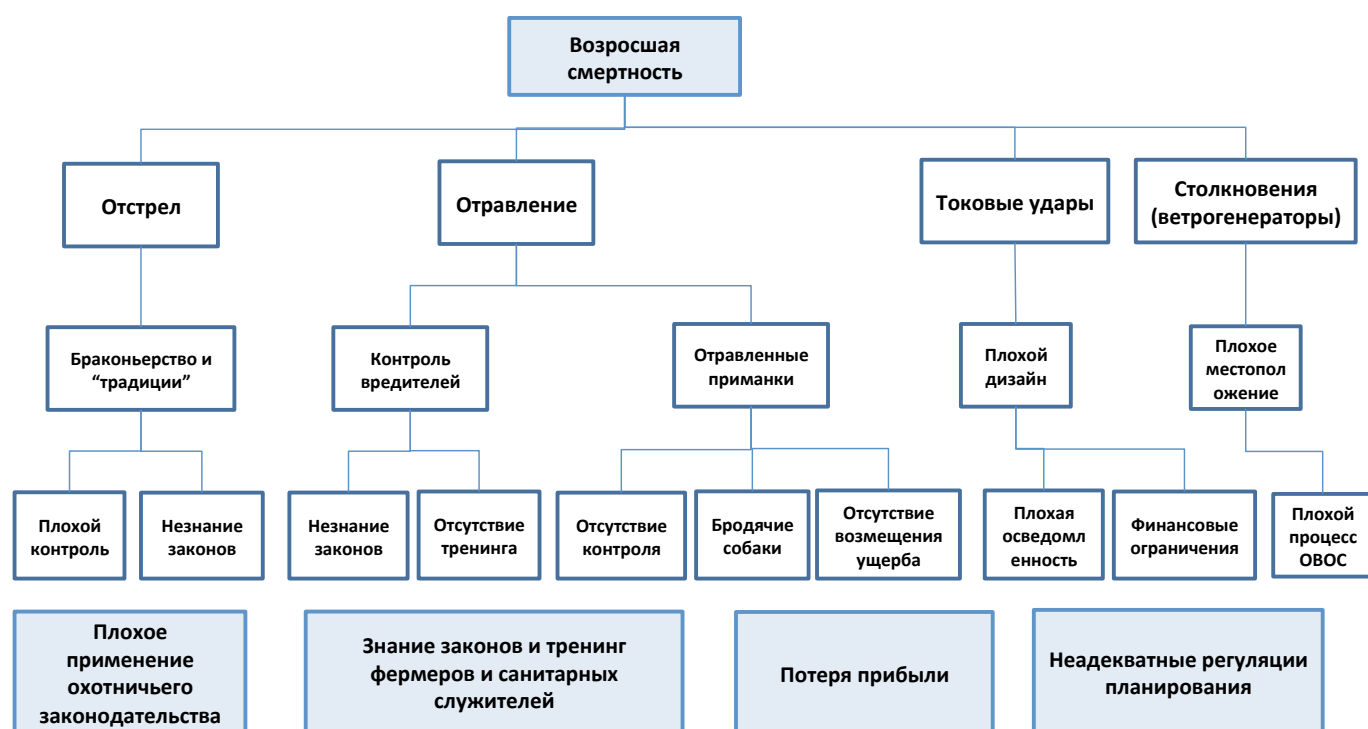 Возросшая
смертность
Отстрел
Отравление
Токовые удары
Столкновения
(ветрогенераторы)
Браконьерство и
“традиции”
Контроль
вредителей
Отравленные
приманки
Плохой
дизайн
Плохое
местопол
ожение
Плохой
контроль
Незнание
законов
Незнание
законов
Отсутствие
тренинга
Отсутствие
контроля
Бродячие
собаки
Отсутствие
возмещения
ущерба
Плохая
осведомл
енность
Финансовые
ограничения
Плохой
процесс
ОВОС
Плохое
применение
охотничьего
законодательства
Знание законов и тренинг
фермеров и санитарных
служителей
Потеря прибыли
Неадекватные регуляции
планирования